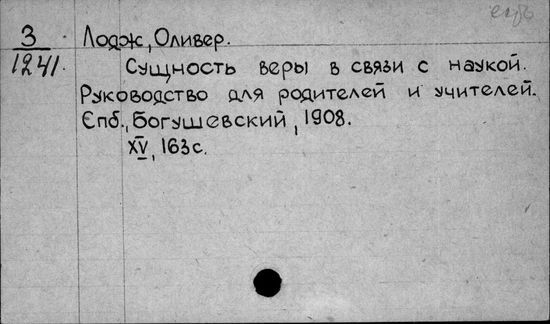 3 Лодж, Оливер.
1241. Сущность веры в связи с наукой.
Руководство для родителей и учителей.
Спб., Богушевский, 1908.
XV, 163с.